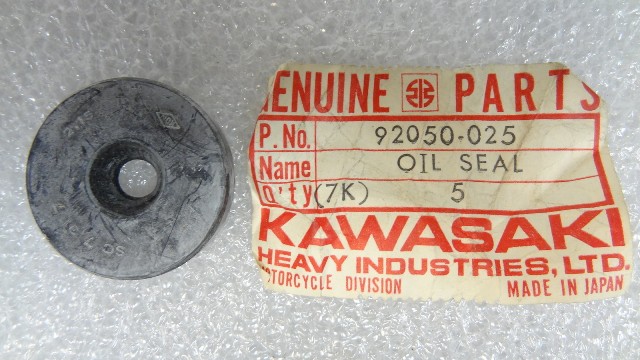 GENUINE PARTS
P.No. 92050-025
Name OIL SEAL
Q'ty (7K) 5
KAWASAKI
HEAVY INDUSTRIES, LTD.
MOTORCYCLE DIVISION MADE IN JAPAN